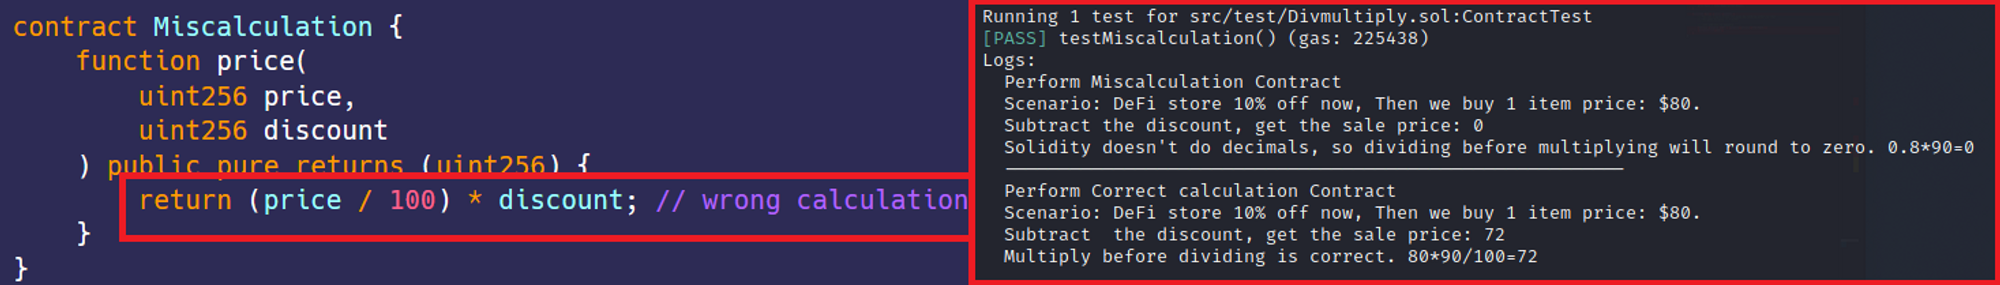 contract Miscalculation {
function price(
uint256 price,
uint256 discount
) public pure returns (uint256) {
return (price / 100) * discount; // wrong calculation
}
}
Running 1 test for src/test/Divmultiply.sol:ContractTest
[PASS] testMiscalculation() (gas: 225438)
Logs:
Perform Miscalculation Contract
Scenario: DeFi store 10% off now, Then we buy 1 item price: $80.
Subtract the discount, get the sale price: 0
Solidity doesn't do decimals, so dividing before multiplying will round to zero. 0.8*90=0
Perform Correct calculation Contract
Scenario: DeFi store 10% off now, Then we buy 1 item price: $80.
Subtract  the discount, get the sale price: 72
Multiply before dividing is correct. 80*90/100=72